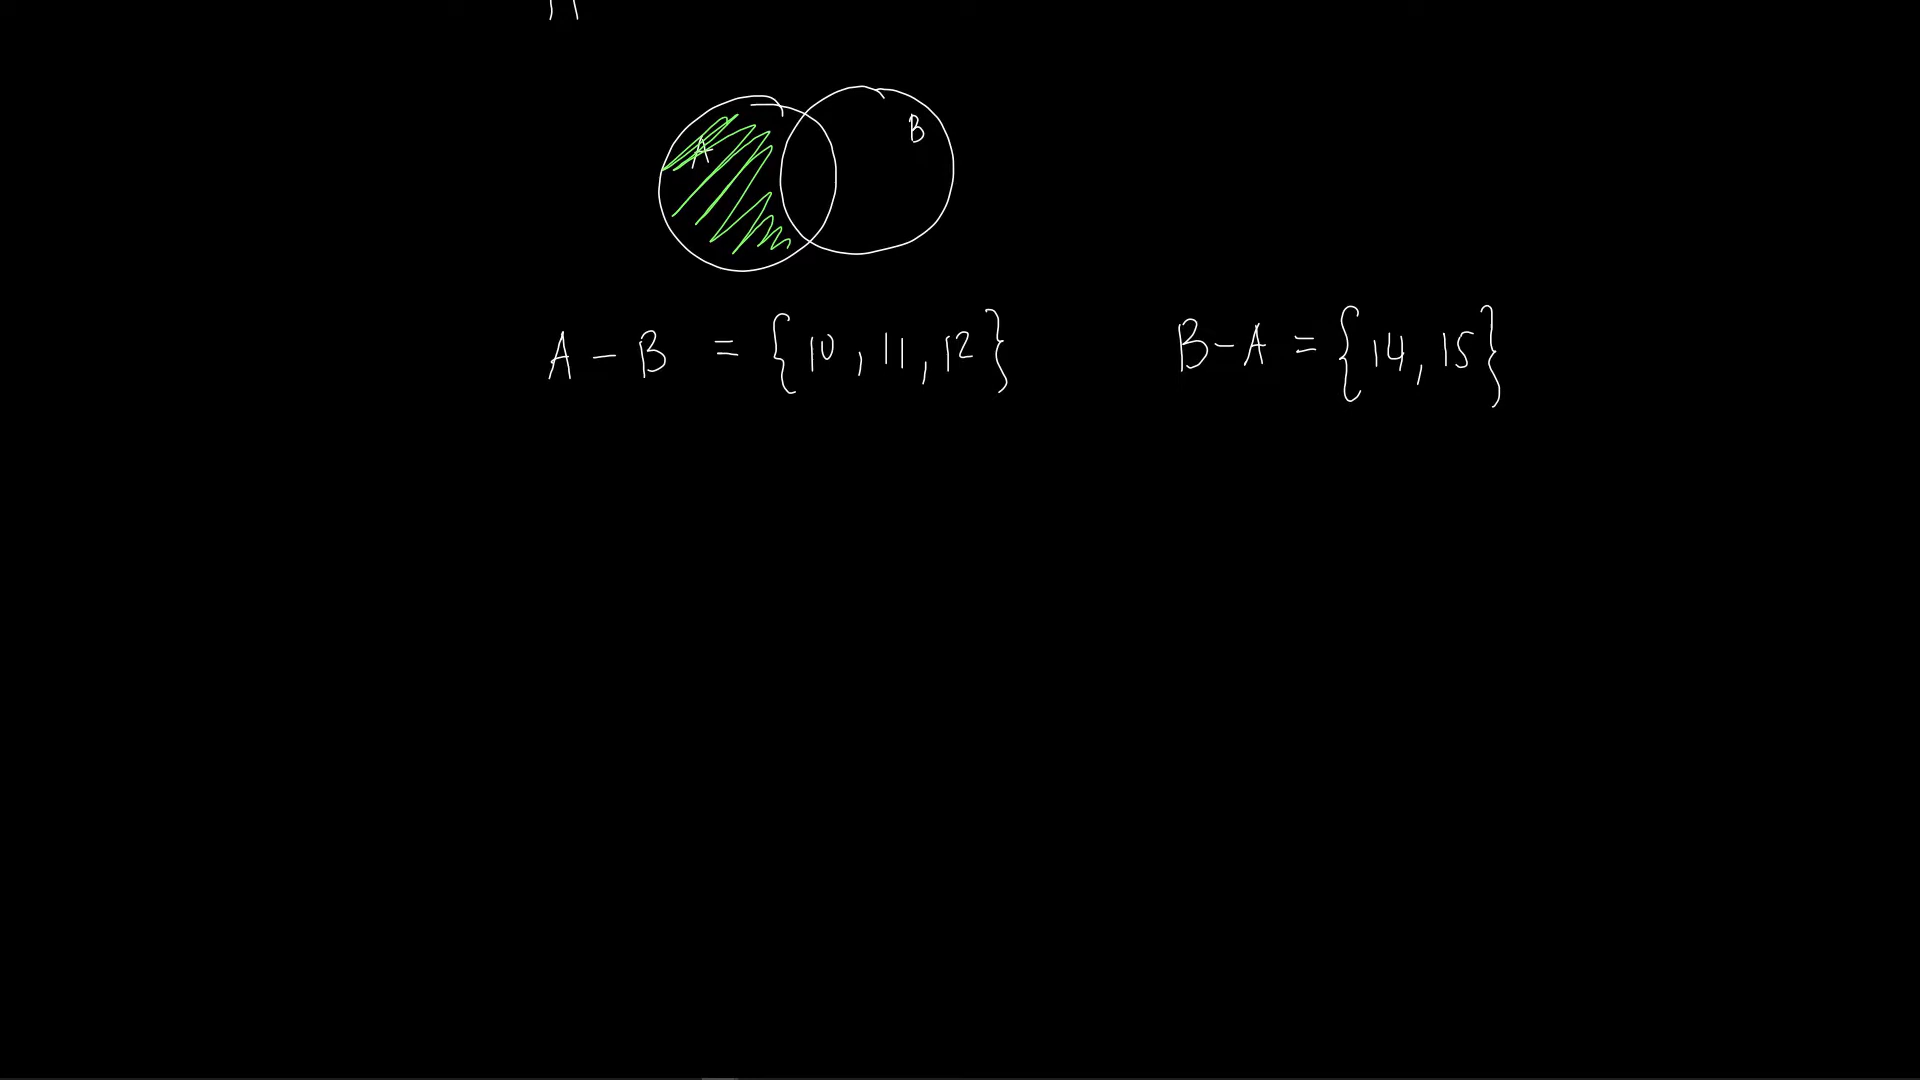 A B
A - B = {10, 11, 12} B - A = {14, 15}